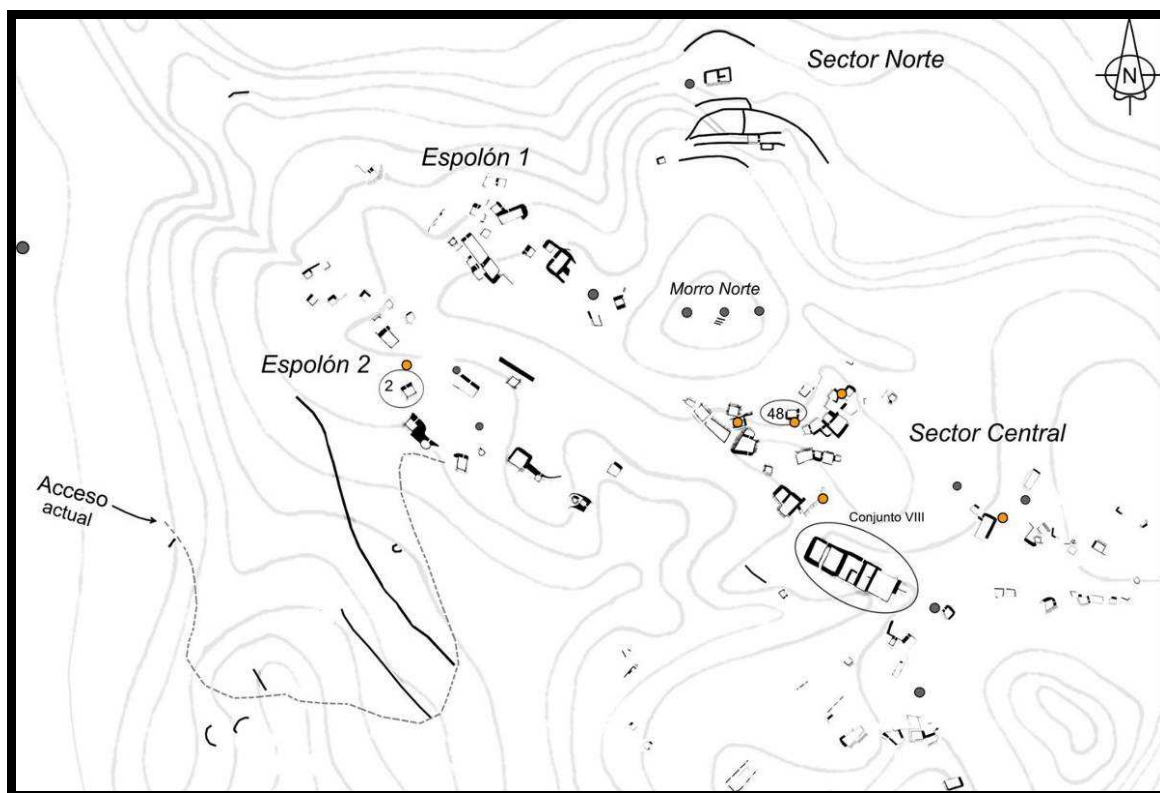 Sector Norte
N
Espolón 1
Morro Norte
Espolón 2
2
48
Sector Central
Acceso
actual
Conjunto VIII